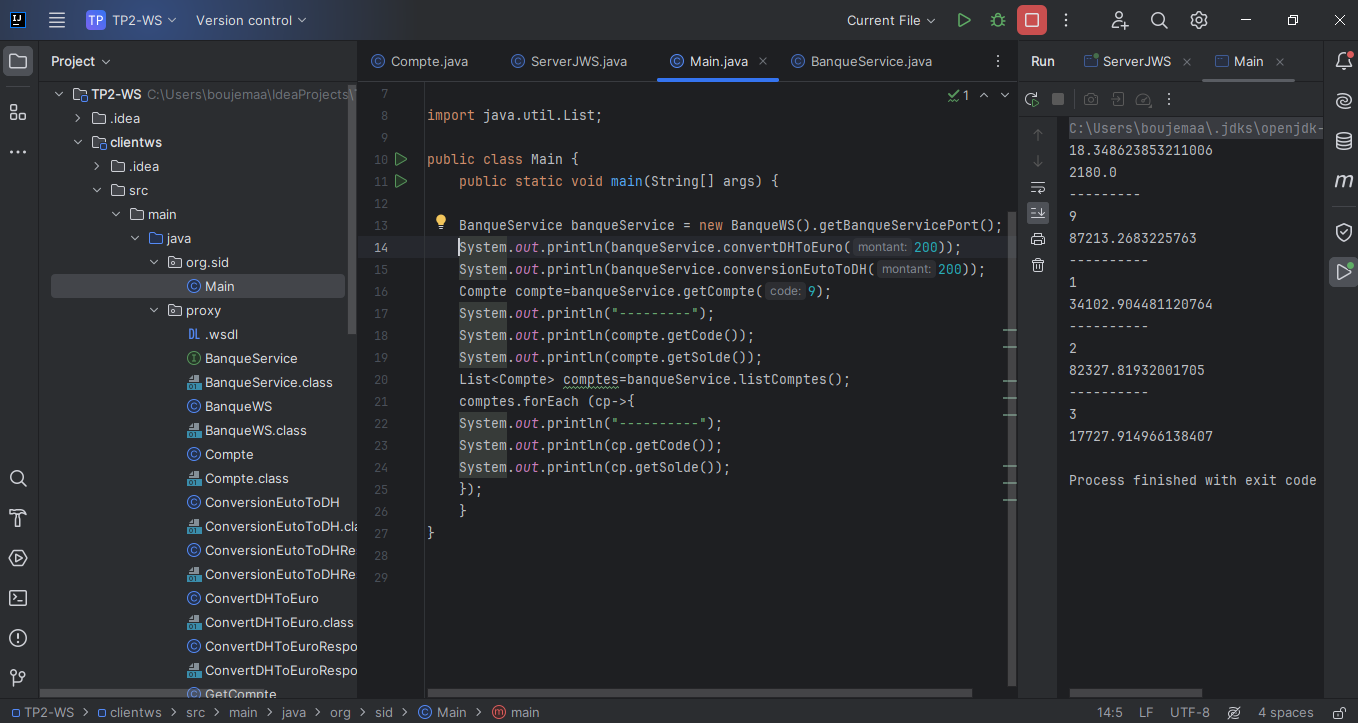 TP TP2-WS Version control Current File
Project
TP2-WS C:\Users\boujemaa\IdeaProjects\
.idea
clientws
.idea
src
main
java
org.sid
Main
proxy
.wsdl
BanqueService
BanqueService.class
BanqueWS
BanqueWS.class
Compte
Compte.class
ConversionEutoToDH
ConversionEutoToDH.cla
ConversionEutoToDHRe
ConversionEutoToDHRe
ConvertDHToEuro
ConvertDHToEuro.class
ConvertDHToEuroRespo
ConvertDHToEuroRespo
GetCompte
Compte.java ServerJWS.java Main.java BanqueService.java
1
7
8 import java.util.List;
9
10 public class Main {
11 public static void main(String[] args) {
12
13 BanqueService banqueService = new BanqueWS().getBanqueServicePort();
14 System.out.println(banqueService.convertDHToEuro( montant: 200));
15 System.out.println(banqueService.conversionEutoToDH( montant: 200));
16 Compte compte=banqueService.getCompte( code: 9);
17 System.out.println("---------");
18 System.out.println(compte.getCode());
19 System.out.println(compte.getSolde());
20 List<Compte> comptes=banqueService.listComptes();
21 comptes.forEach (cp->{
22 System.out.println("----------");
23 System.out.println(cp.getCode());
24 System.out.println(cp.getSolde());
25 });
26 }
27 }
28
29
Run ServerJWS Main
C:\Users\boujemaa\.jdks\openjdk-
18.348623853211006
2180.0
---------
9
87213.2683225763
----------
1
34102.904481120764
----------
2
82327.81932001705
----------
3
17727.914966138407
Process finished with exit code
TP2-WS > clientws > src > main > java > org > sid > Main > main 14:5 LF UTF-8 4 spaces